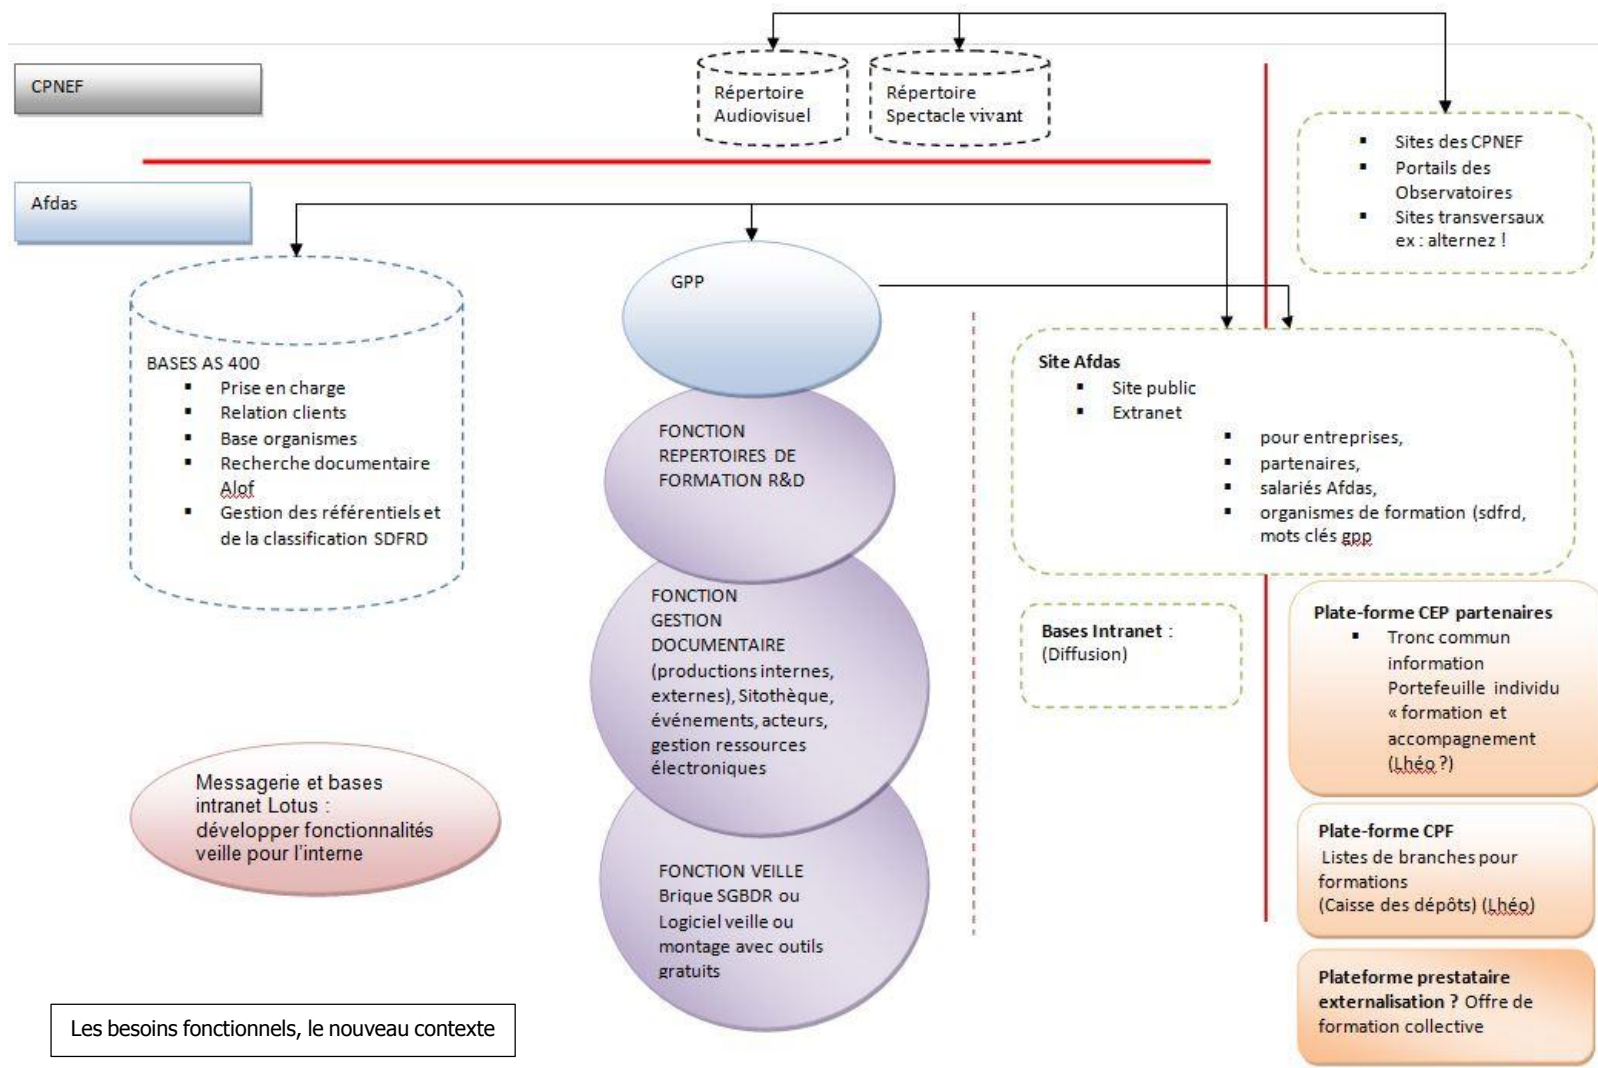 CPNEF
Répertoire
Audiovisuel
Répertoire
Spectacle vivant
▪ Sites des CPNEF
▪ Portails des
Observatoires
▪ Sites transversaux
ex : alternez !
Afdas
BASES AS 400
▪ Prise en charge
▪ Relation clients
▪ Base organismes
▪ Recherche documentaire
Alof
▪ Gestion des référentiels et
de la classification SDFRD
GPP
FONCTION
REPERTOIRES DE
FORMATION R&D
FONCTION
GESTION
DOCUMENTAIRE
(productions internes,
externes), Sitothèque,
événements, acteurs,
gestion ressources
électroniques
FONCTION VEILLE
Brique SGBDR ou
Logiciel veille ou
montage avec outils
gratuits
Site Afdas
▪ Site public
▪ Extranet
▪ pour entreprises,
▪ partenaires,
▪ salariés Afdas,
▪ organismes de formation (sdfrd,
mots clés gpp
Bases Intranet :
(Diffusion)
Plate-forme CEP partenaires
▪ Tronc commun
information
Portefeuille individu
« formation et
accompagnement
(Lhéo ?)
Plate-forme CPF
Listes de branches pour
formations
(Caisse des dépôts) (Lhéo)
Plateforme prestataire
externalisation ? Offre de
formation collective
Messagerie et bases
intranet Lotus :
développer fonctionnalités
veille pour l'interne
Les besoins fonctionnels, le nouveau contexte